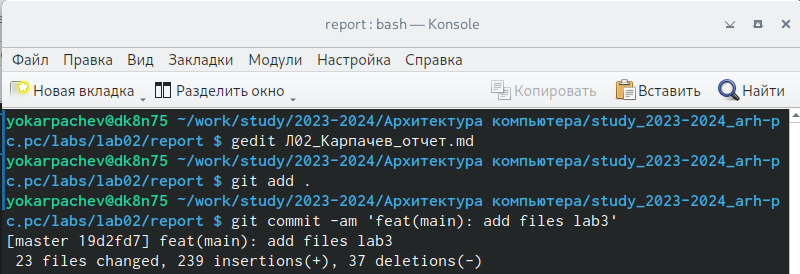 report : bash — Konsole
Файл Правка Вид Закладки Модули Настройка Справка
Новая вкладка Разделить окно Копировать Вставить Найти
yokarpachev@dk8n75 ~/work/study/2023-2024/Архитектура компьютера/study_2023-2024_arh-p
c.pc/labs/lab02/report $ gedit Л02_Карпачев_отчет.md
yokarpachev@dk8n75 ~/work/study/2023-2024/Архитектура компьютера/study_2023-2024_arh-p
c.pc/labs/lab02/report $ git add .
yokarpachev@dk8n75 ~/work/study/2023-2024/Архитектура компьютера/study_2023-2024_arh-p
c.pc/labs/lab02/report $ git commit -am 'feat(main): add files lab3'
[master 19d2fd7] feat(main): add files lab3
 23 files changed, 239 insertions(+), 37 deletions(-)